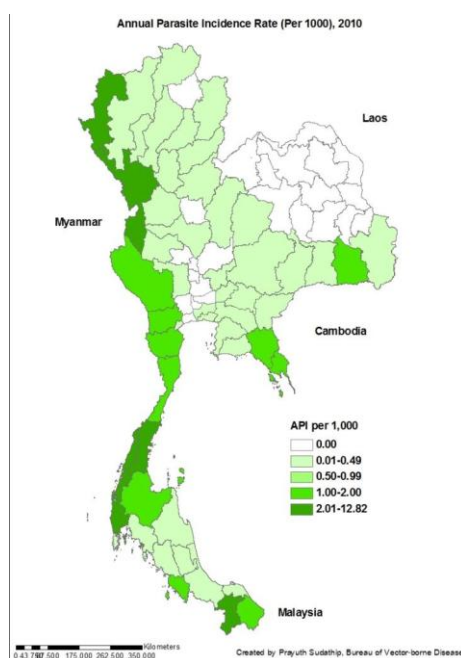 Annual Parasite Incidence Rate (Per 1000), 2010
Laos
Myanmar
Cambodia
API per 1,000
0.00
0.01-0.49
0.50-0.99
1.00-2.00
2.01-12.82
Malaysia
Kilometers
175,000 262,500 350,000
Created by Prayuth Sudathip, Bureau of Vector-borne Disease